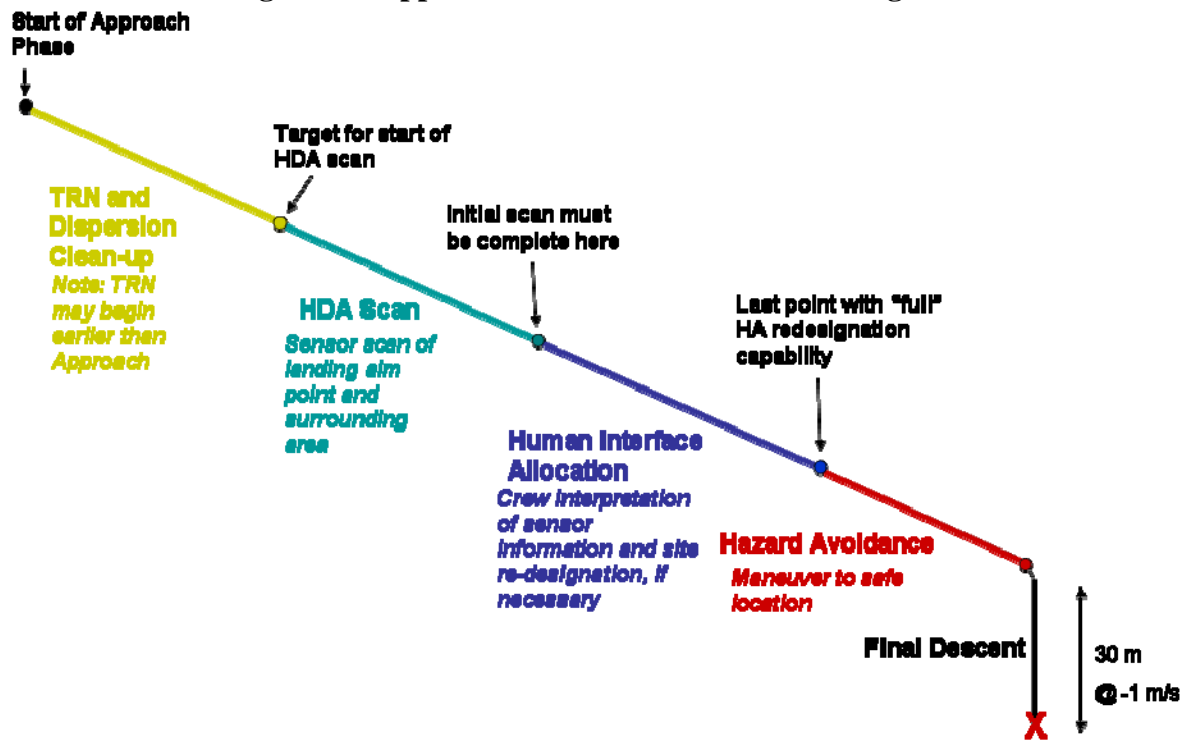 Start of Approach
Phase
Target for start of
HDA scan
TRN and
Dispersion
Clean-up
Note: TRN
may begin
earlier than
Approach
Initial scan must
be complete here
HDA Scan
Sensor scan of
landing aim
point and
surrounding
area
Last point with “full”
HA redesignation
capability
Human Interface
Allocation
Crew interpretation
of sensor
information and site
re-designation, if
necessary
Hazard Avoidance
Maneuver to safe
location
Final Descent
30 m
@ -1 m/s
X